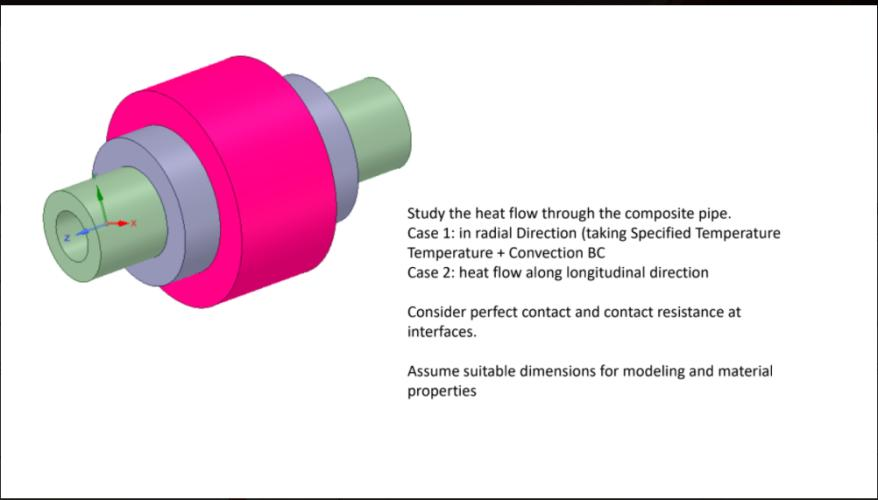 Z
X
Study the heat flow through the composite pipe.
Case 1: in radial Direction (taking Specified Temperature
Temperature + Convection BC
Case 2: heat flow along longitudinal direction
Consider perfect contact and contact resistance at
interfaces.
Assume suitable dimensions for modeling and material
properties